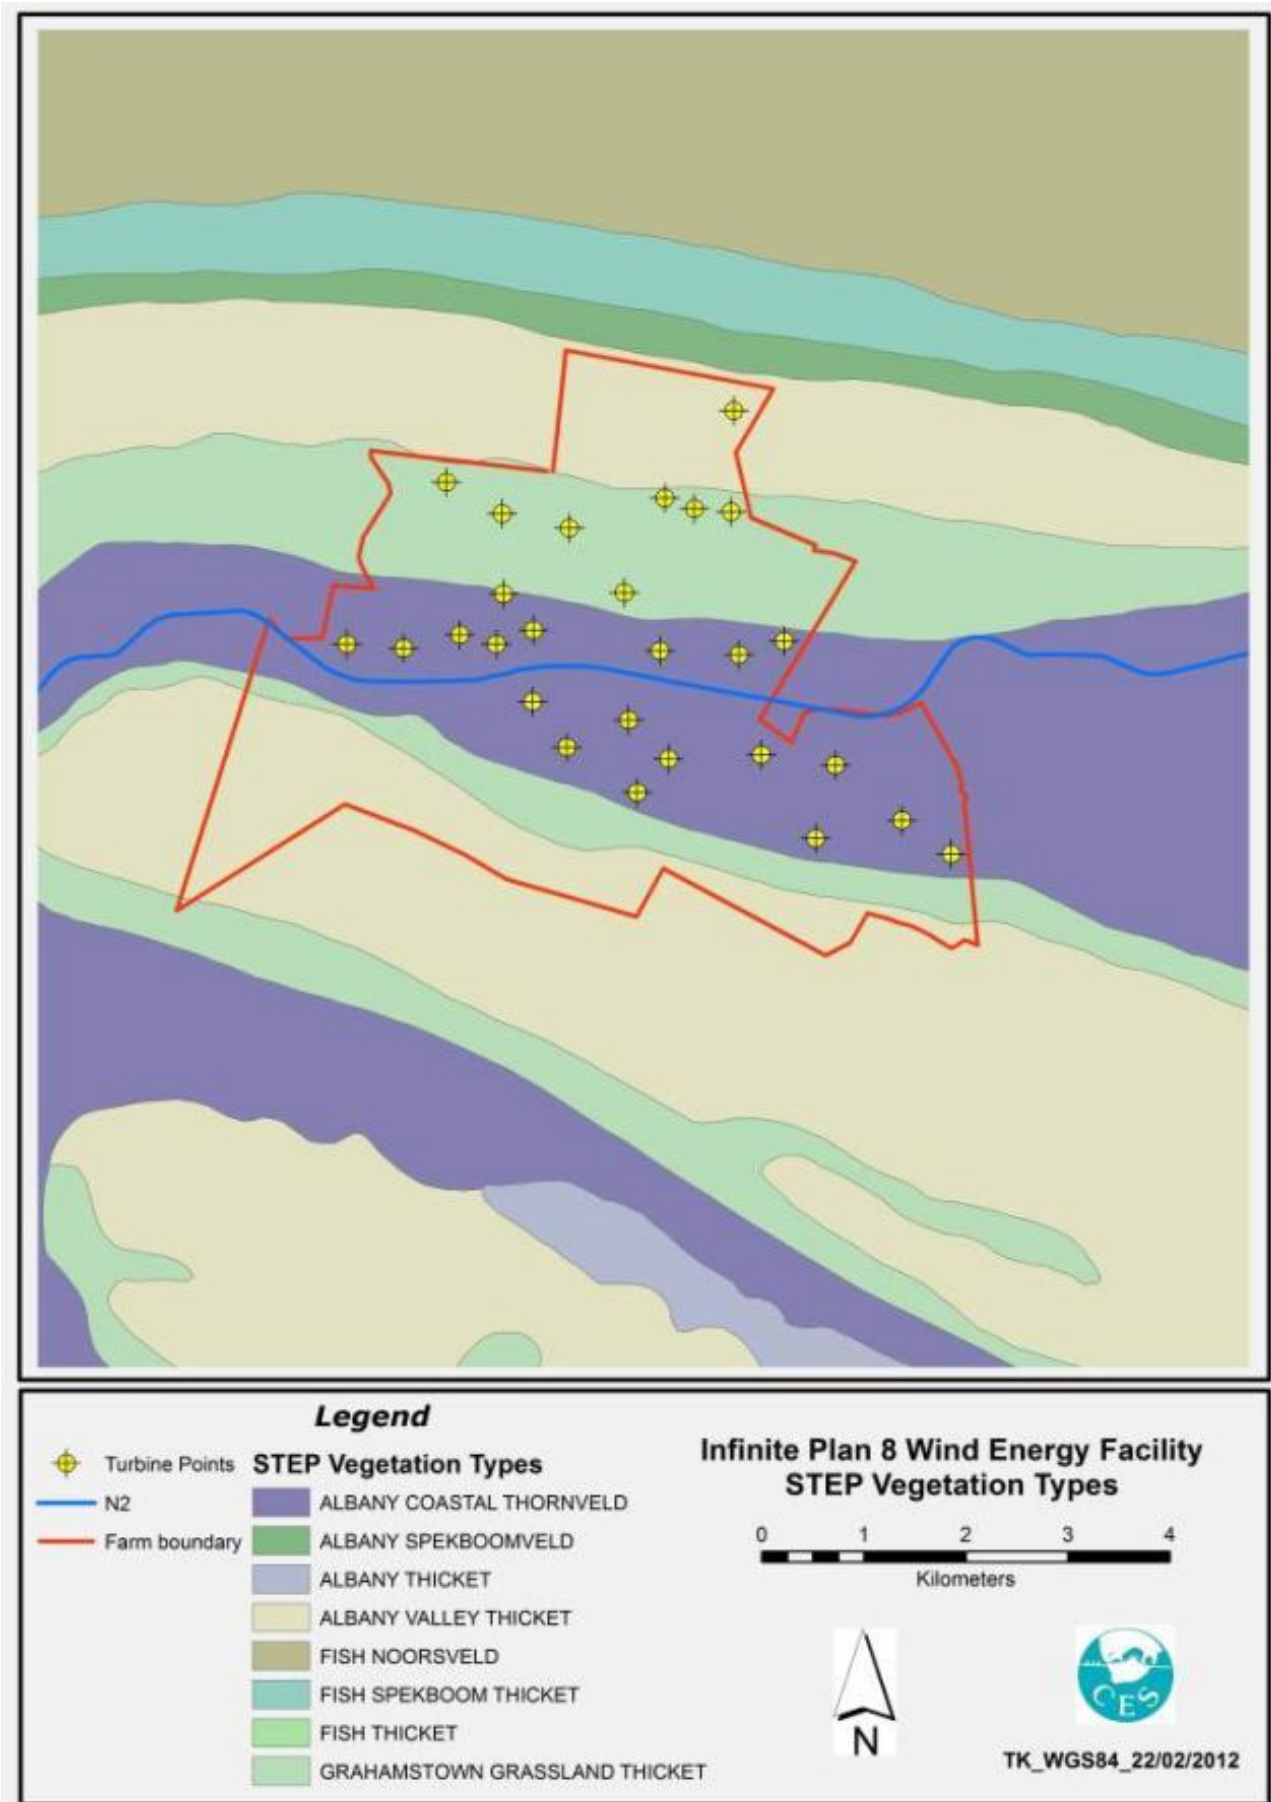 Legend
Turbine Points
N2
Farm boundary
STEP Vegetation Types
ALBANY COASTAL THORNVELD
ALBANY SPEKBOOMVELD
ALBANY THICKET
ALBANY VALLEY THICKET
FISH NOORSVELD
FISH SPEKBOOM THICKET
FISH THICKET
GRAHAMSTOWN GRASSLAND THICKET
Infinite Plan 8 Wind Energy Facility
STEP Vegetation Types
0 1 2 3 4
Kilometers
N
CES
TK_WGS84_22/02/2012